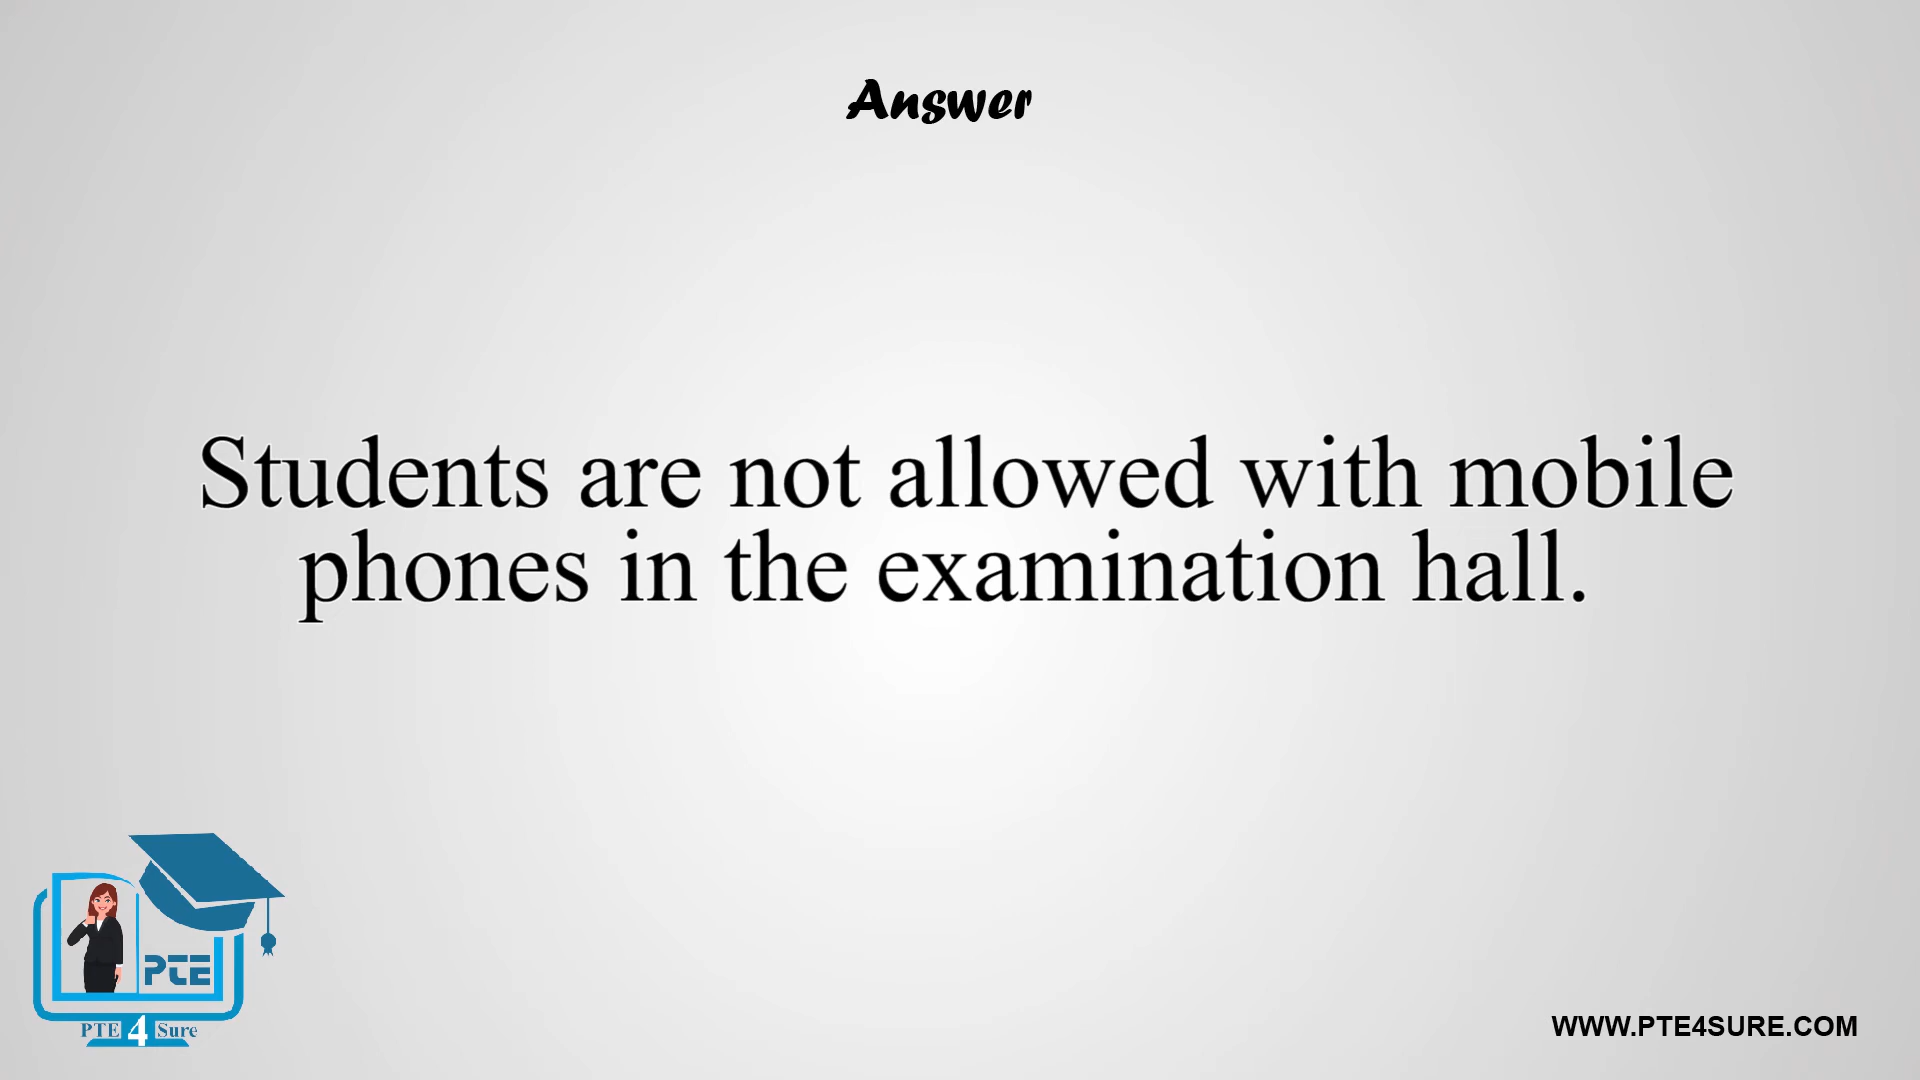 Answer
Students are not allowed with mobile
phones in the examination hall.
PTE
PTE 4 Sure
WWW.PTE4SURE.COM